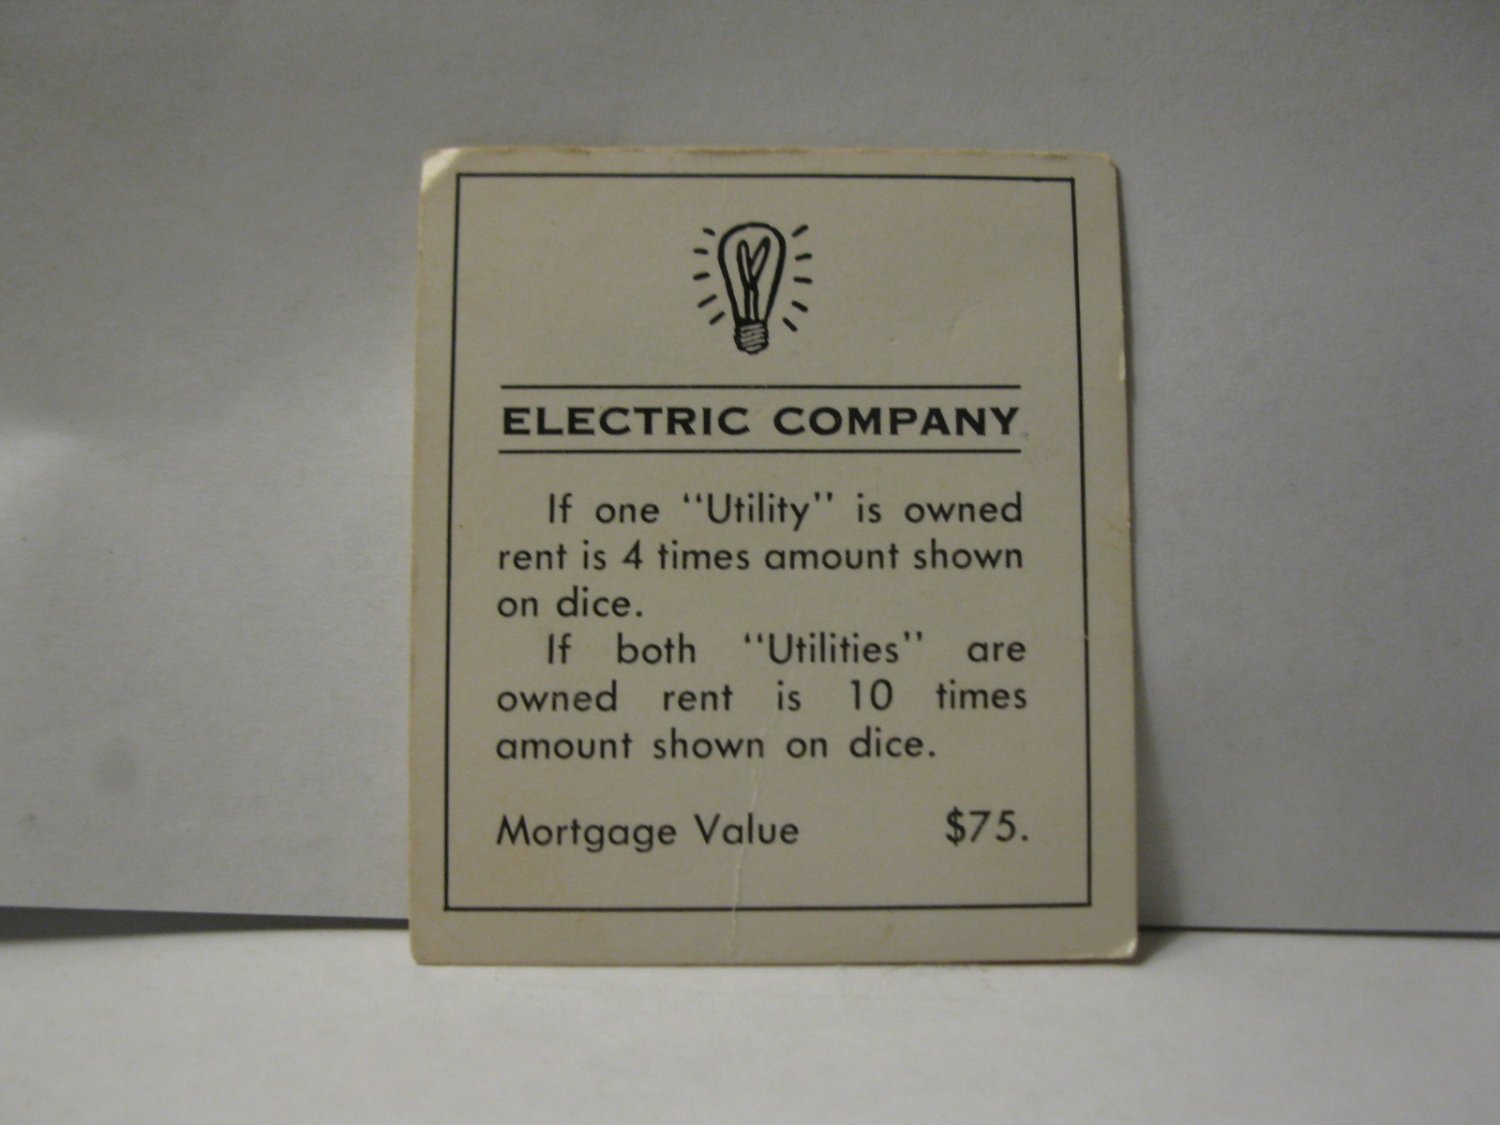 ELECTRIC COMPANY
If one "Utility" is owned
rent is 4 times amount shown
on dice.
If both "Utilities" are
owned rent is 10 times
amount shown on dice.
Mortgage Value $75.